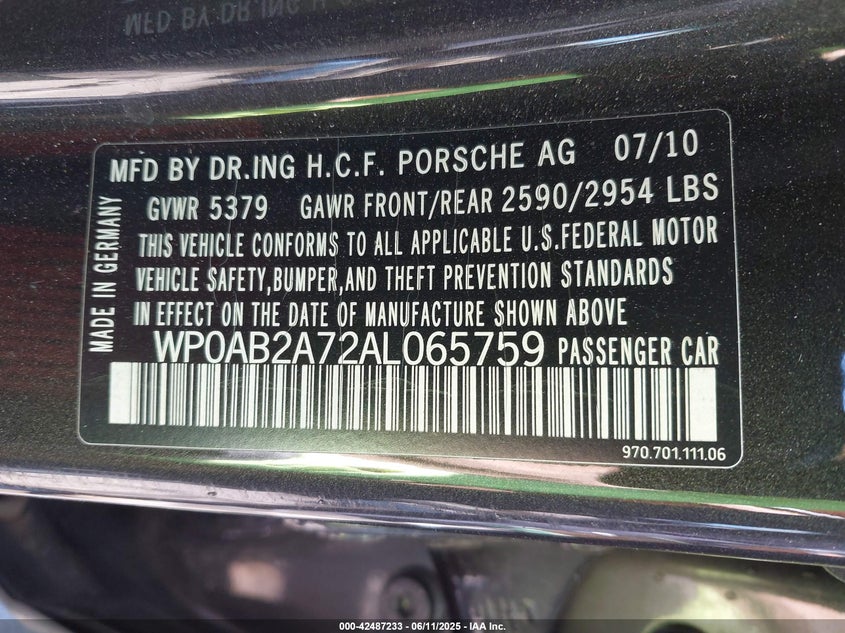 MFD BY DR.ING H.C.F. PORSCHE AG 07/10
GVWR 5379 GAWR FRONT/REAR 2590/2954 LBS
THIS VEHICLE CONFORMS TO ALL APPLICABLE U.S.FEDERAL MOTOR
VEHICLE SAFETY,BUMPER,AND THEFT PREVENTION STANDARDS
IN EFFECT ON THE DATE OF MANUFACTURE SHOWN ABOVE
WP0AB2A72AL065759 PASSENGER CAR
970.701.111.06
MADE IN GERMANY
000-42487233 - 06/11/2025 - IAA Inc.